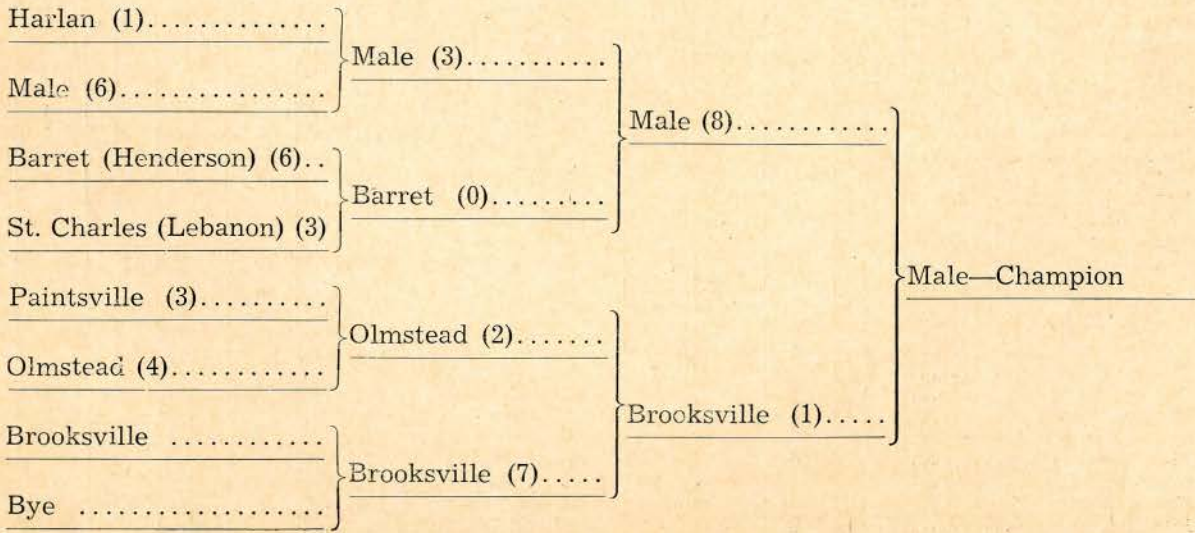 Harlan (1)..............
Male (6)................
Barret (Henderson) (6)..
St. Charles (Lebanon) (3)
Paintsville (3)..........
Olmstead (4)............
Brooksville ............
Bye ...................
Male (3)...........
Barret (0).........
Olmstead (2).......
Brooksville (7).....
Male (8)............
Brooksville (1).....
Male—Champion